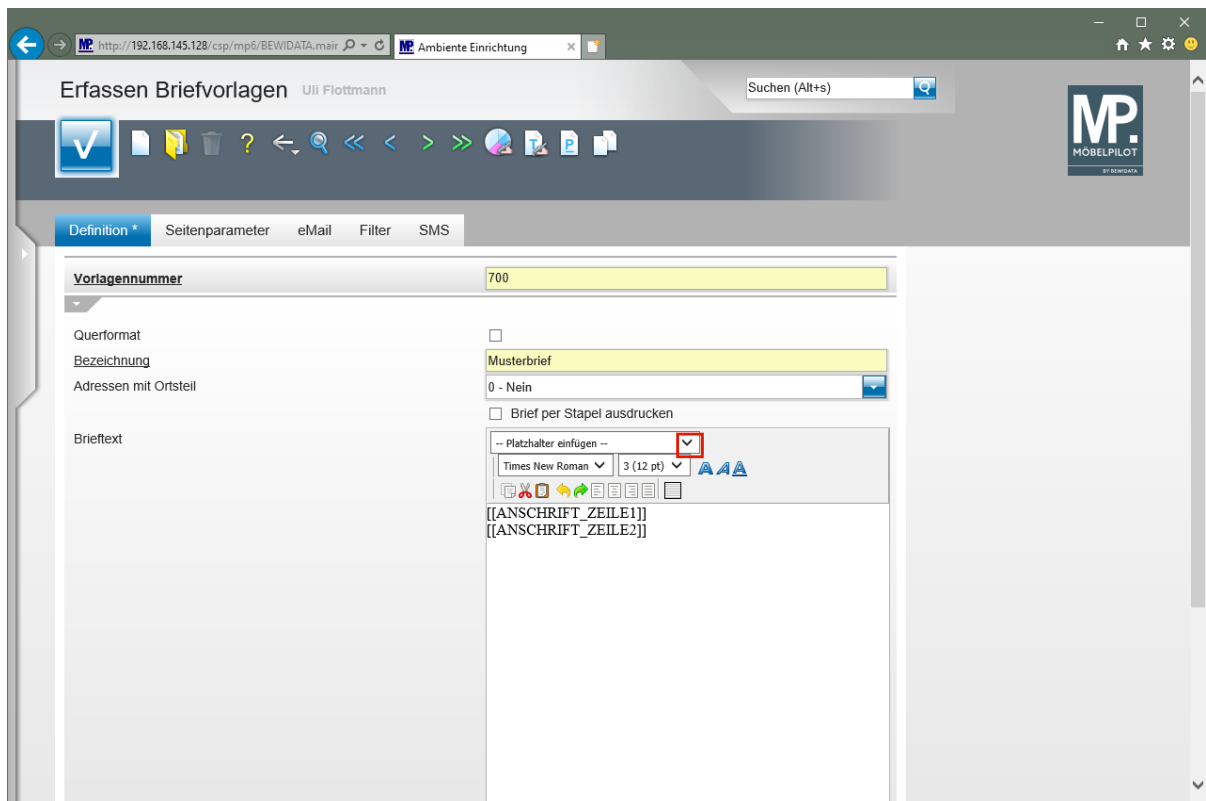 http://192.168.145.128/csp/mp6/BEWIDATA.mair
MP. Ambiente Einrichtung
Erfassen Briefvorlagen Uli Flottmann
Suchen (Alt+s)
MP.
MÖBELPILOT
BY BEWIDATA
Definition * Seitenparameter eMail Filter SMS
Vorlagennummer 700
Querformat
Bezeichnung Musterbrief
Adressen mit Ortsteil 0 - Nein
Brief per Stapel ausdrucken
Brieftext -- Platzhalter einfügen --
Times New Roman 3 (12 pt)
[[ANSCHRIFT_ZEILE1]]
[[ANSCHRIFT_ZEILE2]]